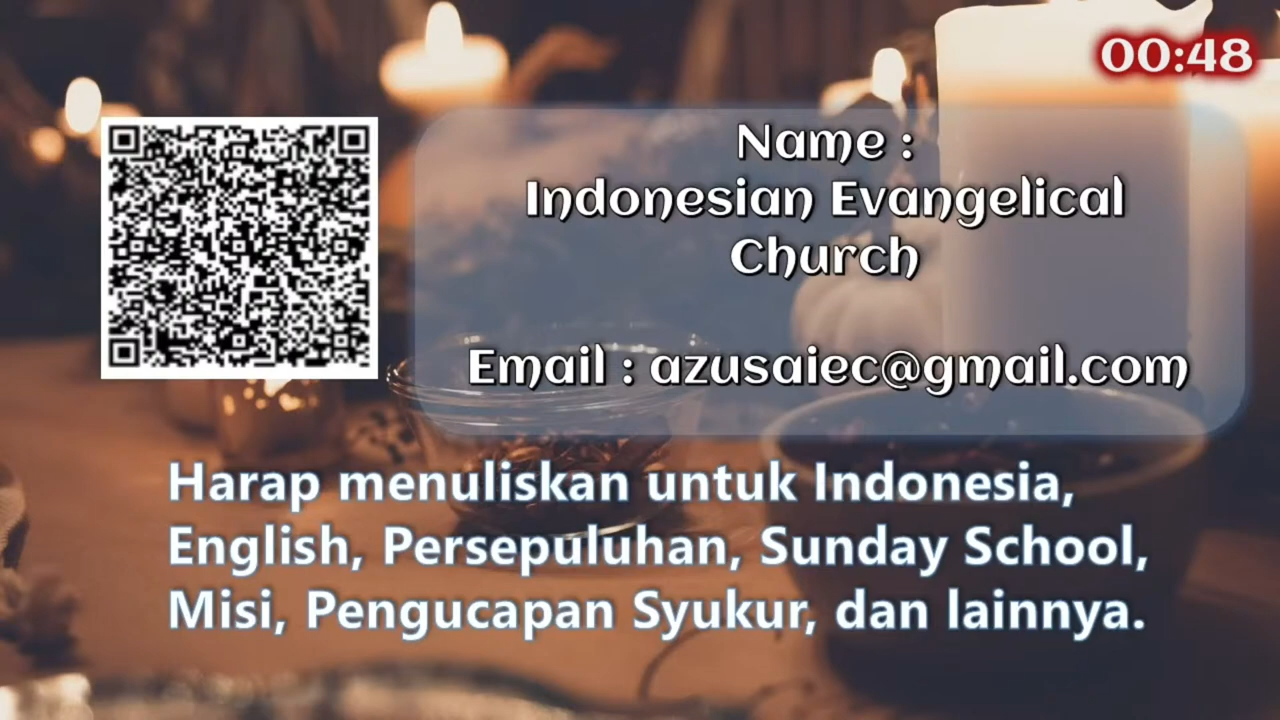 00:48
Name :
Indonesian Evangelical
Church
Email : azusaiec@gmail.com
Harap menuliskan untuk Indonesia,
English, Persepuluhan, Sunday School,
Misi, Pengucapan Syukur, dan lainnya.